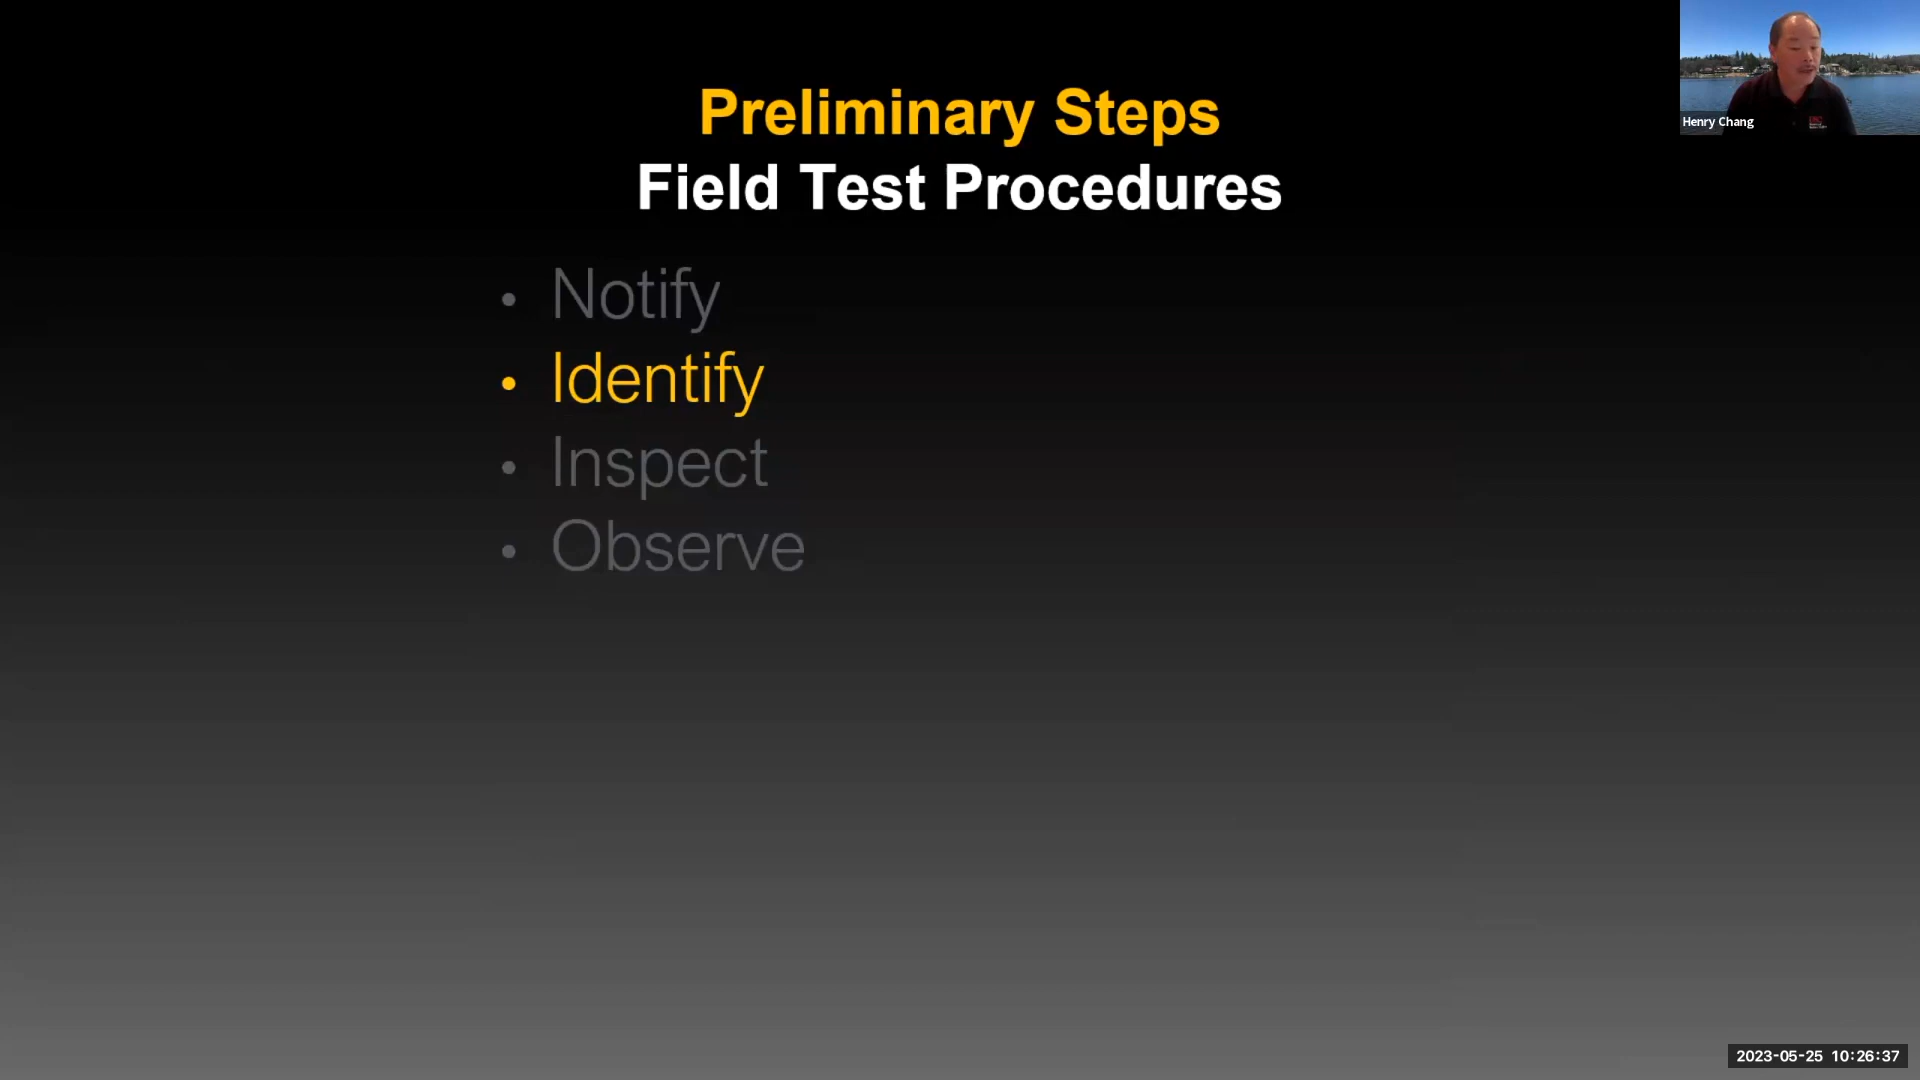 Preliminary Steps
Field Test Procedures
• Notify
• Identify
• Inspect
• Observe
Henry Chang
2023-05-25 10:26:37